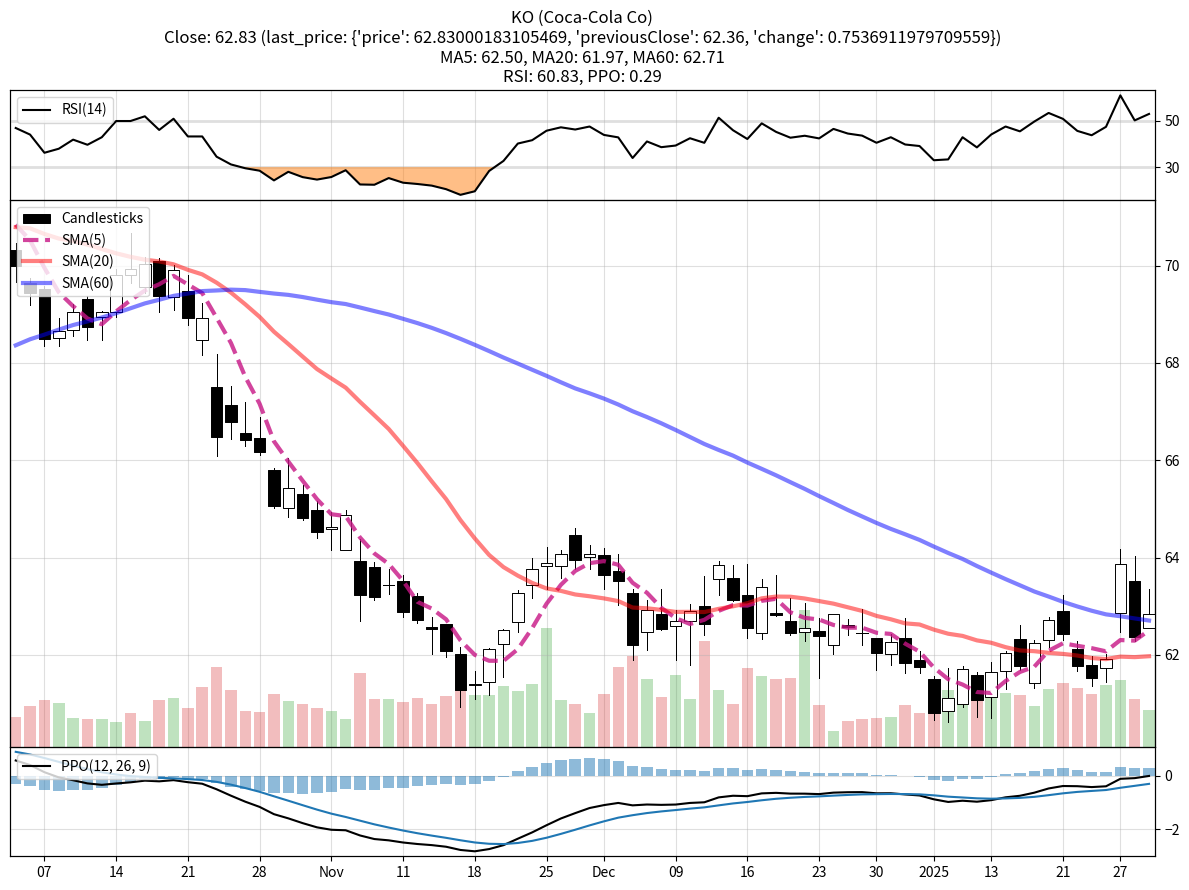 KO (Coca-Cola Co)
Close: 62.83 (last_price: {'price': 62.83000183105469, 'previousClose': 62.36, 'change': 0.7536911979709559})
MA5: 62.50, MA20: 61.97, MA60: 62.71
RSI: 60.83, PPO: 0.29
RSI(14)
50
30
Candlesticks
SMA(5)
SMA(20)
SMA(60)
70
68
66
64
62
PPO(12, 26, 9)
0
−2
07 14 21 28 Nov 11 18 25 Dec 09 16 23 30 2025 13 21 27